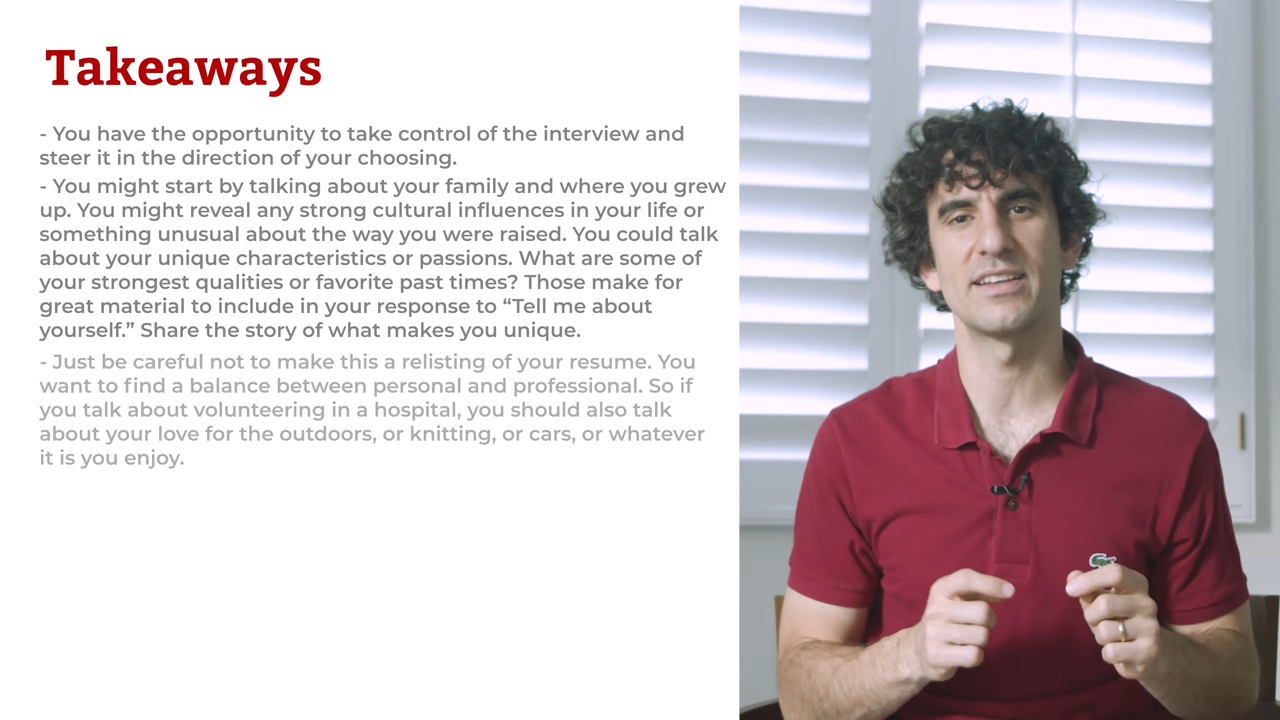 Takeaways
- You have the opportunity to take control of the interview and
steer it in the direction of your choosing.
- You might start by talking about your family and where you grew
up. You might reveal any strong cultural influences in your life or
something unusual about the way you were raised. You could talk
about your unique characteristics or passions. What are some of
your strongest qualities or favorite past times? Those make for
great material to include in your response to “Tell me about
yourself.” Share the story of what makes you unique.
- Just be careful not to make this a relisting of your resume. You
want to find a balance between personal and professional. So if
you talk about volunteering in a hospital, you should also talk
about your love for the outdoors, or knitting, or cars, or whatever
it is you enjoy.